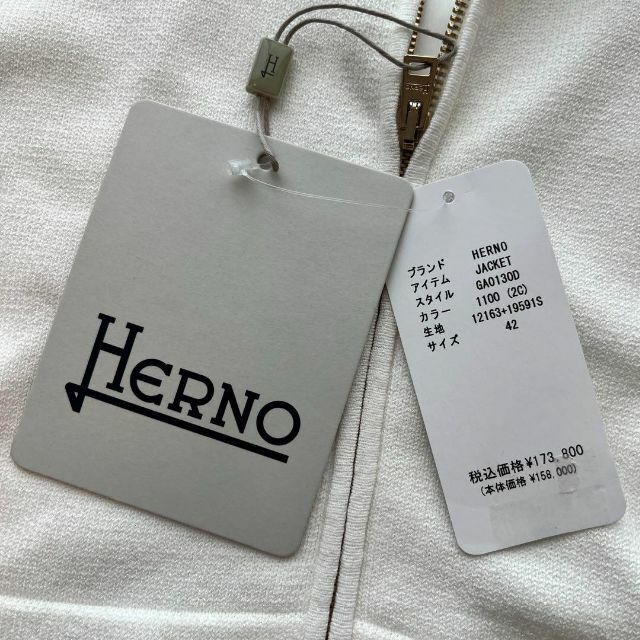 H
HERNO
ブランド HERNO
アイテム JACKET
スタイル GA0130D
カラー 1100 (2C)
生地 12163+19591S
サイズ 42
税込価格¥173,800
(本体価格 ¥158,000)